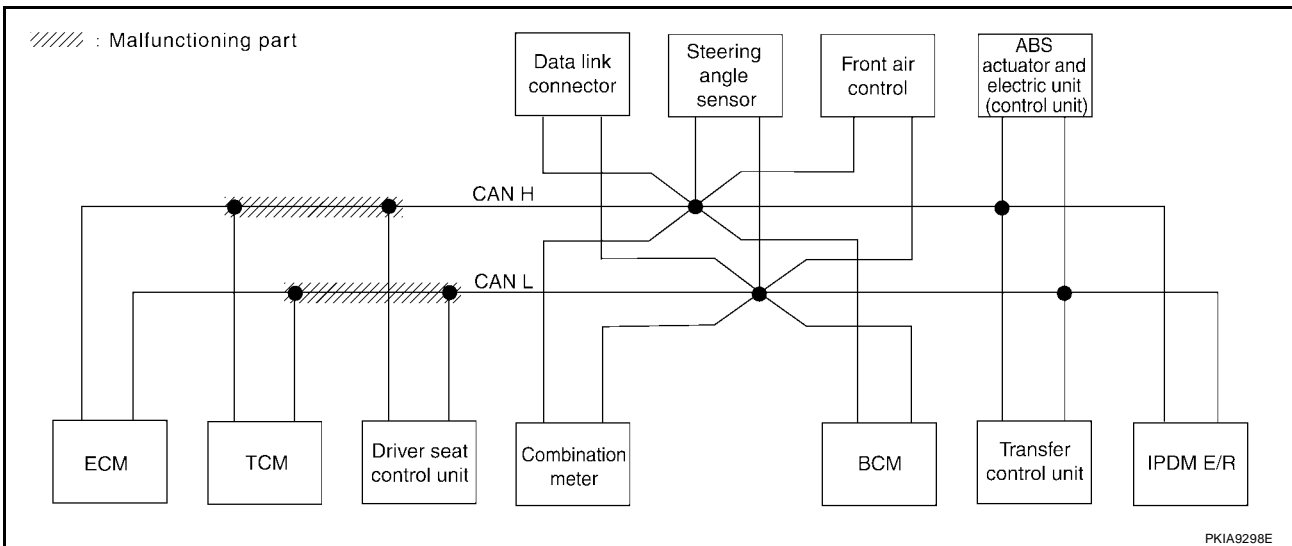 : Malfunctioning part
Data link
connector
Steering
angle
sensor
Front air
control
ABS
actuator and
electric unit
(control unit)
CAN H
CAN L
ECM
TCM
Driver seat
control unit
Combination
meter
BCM
Transfer
control unit
IPDM E/R
PKIA9298E